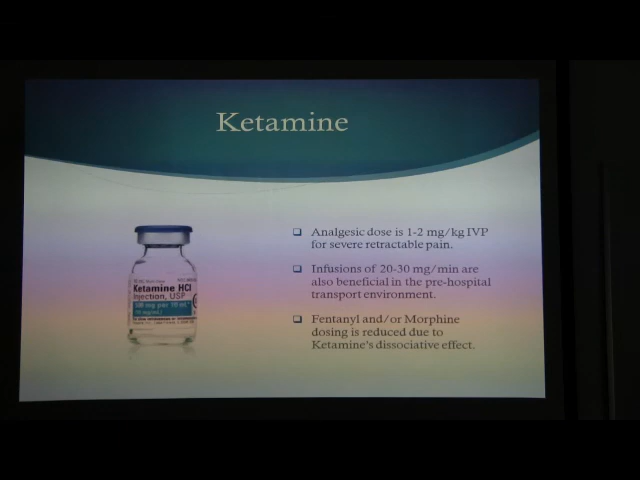 Ketamine
Analgesic dose is 1-2 mg/kg IVP
for severe retractable pain.
Infusions of 20-30 mg/min are
also beneficial in the pre-hospital
transport environment.
Fentanyl and/or Morphine
dosing is reduced due to
Ketamine's dissociative effect.
Ketamine HCl
Injection, USP